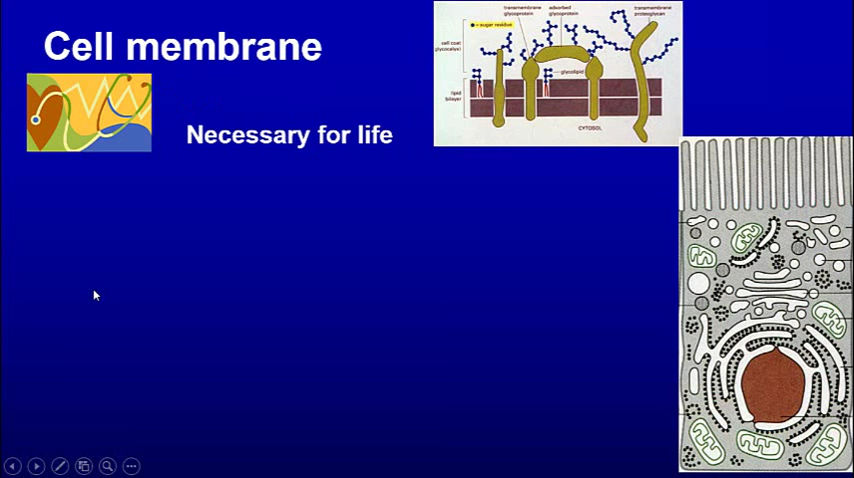 Cell membrane
Necessary for life
transmembrane
glycoprotein
adsorbed
glycoprotein
transmembrane
proteoglycan
= sugar residue
cell coat
(glycocalyx)
glycolipid
lipid
bilayer
CYTOSOL